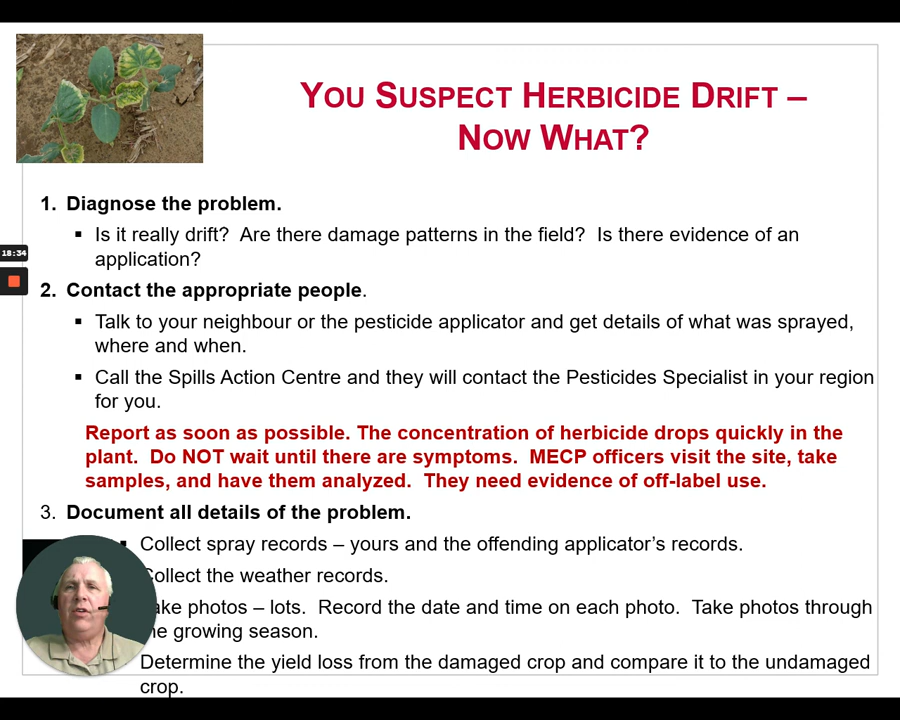 YOU SUSPECT HERBICIDE DRIFT –
NOW WHAT?
1. Diagnose the problem.
▪ Is it really drift? Are there damage patterns in the field? Is there evidence of an
application?
18:34
2. Contact the appropriate people.
▪ Talk to your neighbour or the pesticide applicator and get details of what was sprayed,
where and when.
▪ Call the Spills Action Centre and they will contact the Pesticides Specialist in your region
for you.
Report as soon as possible. The concentration of herbicide drops quickly in the
plant. Do NOT wait until there are symptoms. MECP officers visit the site, take
samples, and have them analyzed. They need evidence of off-label use.
3. Document all details of the problem.
▪ Collect spray records – yours and the offending applicator's records.
Collect the weather records.
Take photos – lots. Record the date and time on each photo. Take photos through
the growing season.
Determine the yield loss from the damaged crop and compare it to the undamaged
crop.